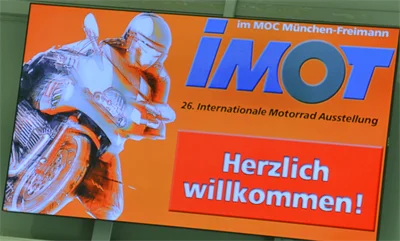 im MOC München-Freimann
iMOT
26. Internationale Motorrad Ausstellung
Herzlich
willkommen!